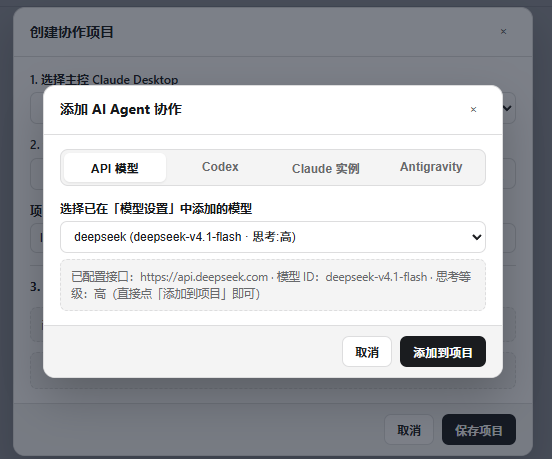 创建协作项目
×
1. 选择主控 Claude Desktop
添加 AI Agent 协作
×
2.
API 模型
Codex
Claude 实例
Antigravity
选择已在「模型设置」中添加的模型
项
deepseek (deepseek-v4.1-flash · 思考:高)
已配置接口：https://api.deepseek.com · 模型 ID：deepseek-v4.1-flash · 思考等
级：高（直接点「添加到项目」即可）
3.
取消
添加到项目
取消
保存项目